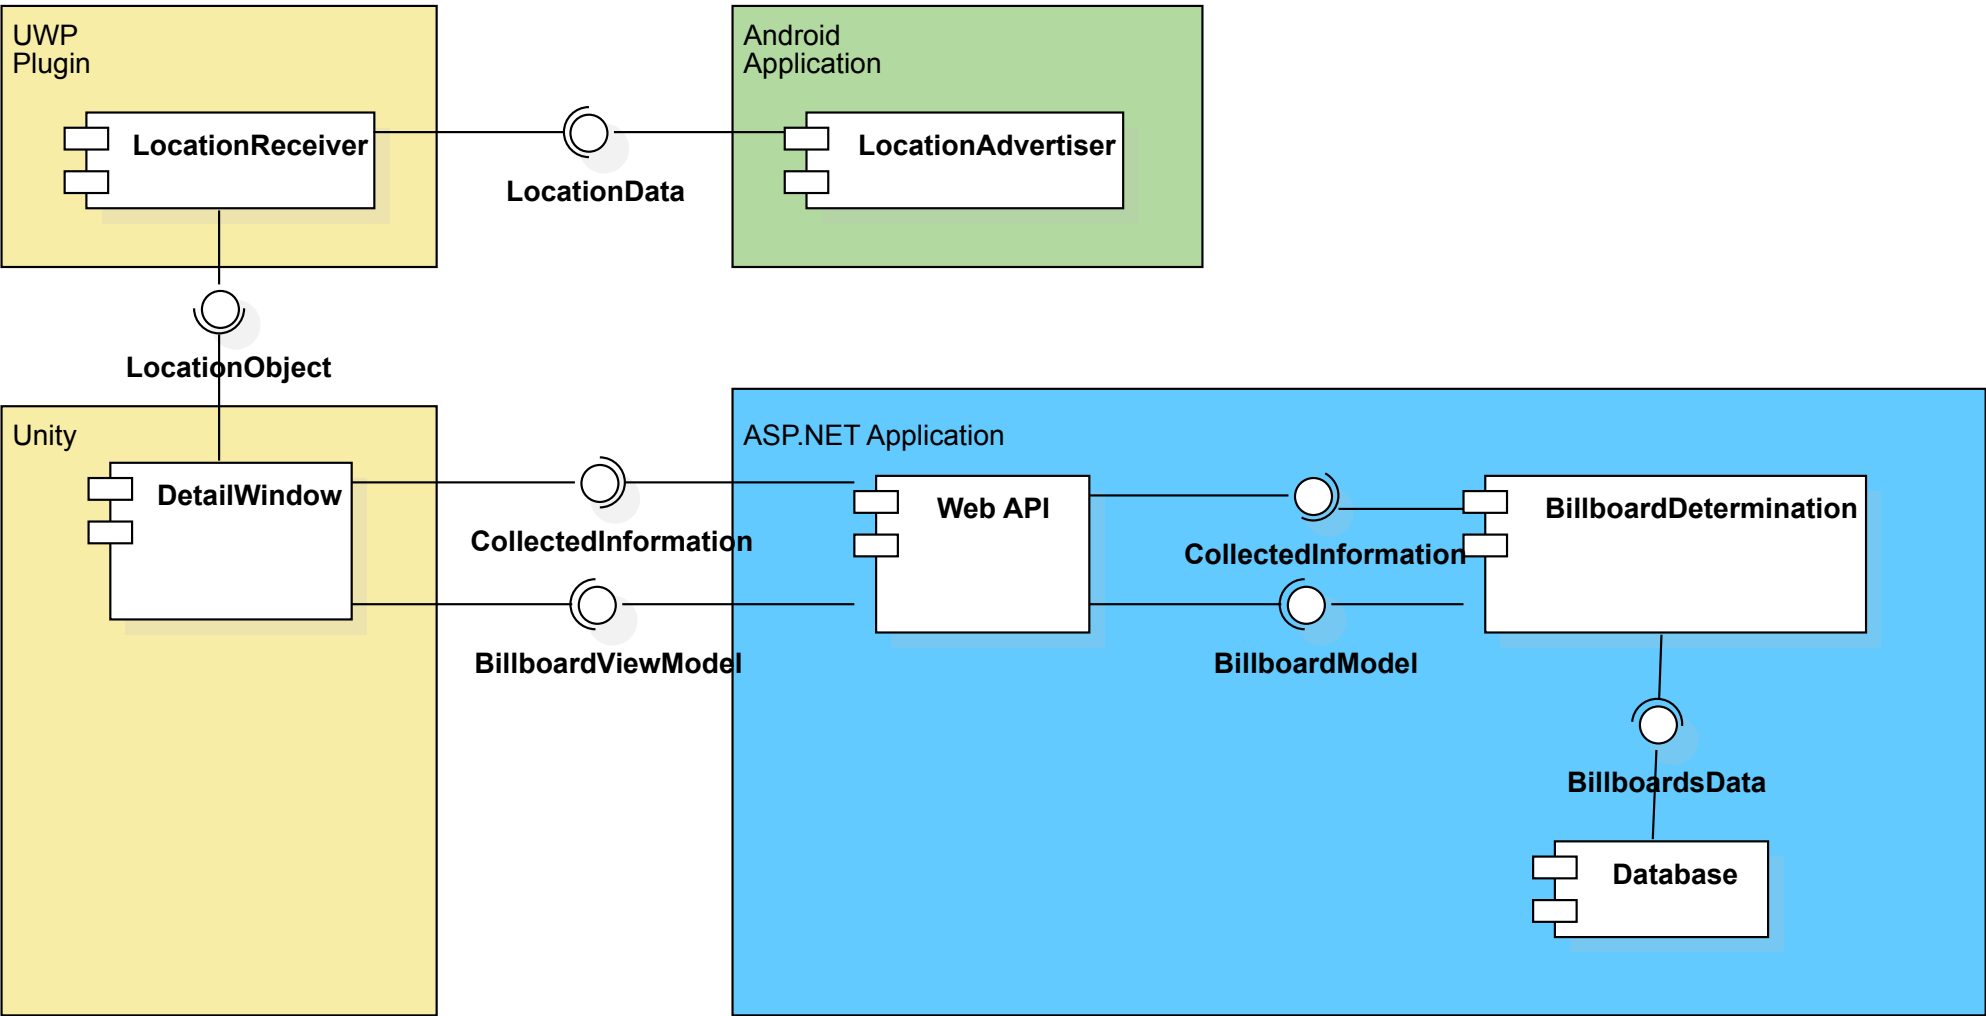 UWP
Plugin
Android
Application
LocationReceiver
LocationAdvertiser
LocationData
LocationObject
Unity
ASP.NET Application
DetailWindow
Web API
BillboardDetermination
CollectedInformation
CollectedInformation
BillboardViewModel
BillboardModel
BillboardsData
Database